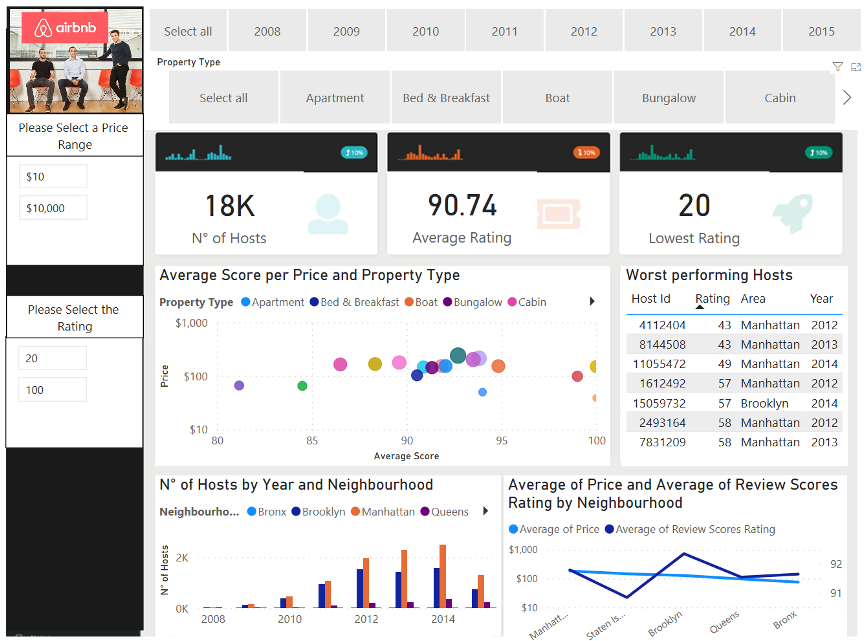 airbnb
Please Select a Price
Range
$10
$10,000
Please Select the
Rating
20
100
Select all 2008 2009 2010 2011 2012 2013 2014 2015
Property Type
Select all Apartment Bed & Breakfast Boat Bungalow Cabin
10% 10% 10%
18K 90.74 20
N° of Hosts Average Rating Lowest Rating
Average Score per Price and Property Type
Property Type Apartment Bed & Breakfast Boat Bungalow Cabin
$1,000
$100
$10
Price
80 85 90 95 100
Average Score
Worst performing Hosts
Host Id Rating Area Year
4112404 43 Manhattan 2012
8144508 43 Manhattan 2013
11055472 49 Manhattan 2014
1612492 57 Manhattan 2012
15059732 57 Brooklyn 2014
2493164 58 Manhattan 2012
7831209 58 Manhattan 2013
N° of Hosts by Year and Neighbourhood
Neighbourho... Bronx Brooklyn Manhattan Queens
N° of Hosts
2K
0K
2008 2010 2012 2014
Average of Price and Average of Review Scores
Rating by Neighbourhood
Average of Price Average of Review Scores Rating
$1,000
$100
$10
92
91
Manhatt... Staten Is... Brooklyn Queens Bronx